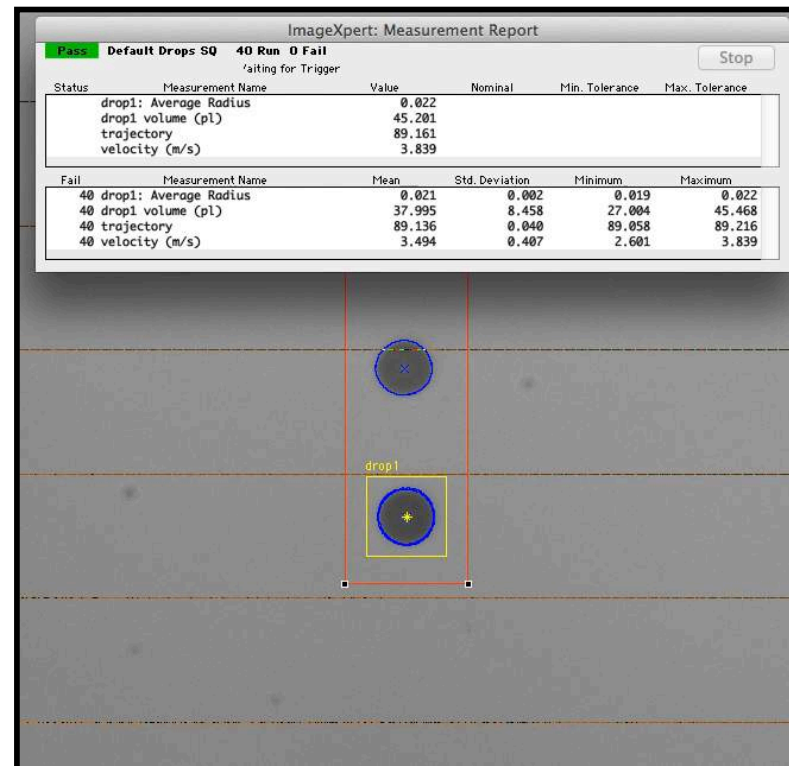 ImageXpert: Measurement Report
Pass Default Drops SQ 40 Run 0 Fail
'aiting for Trigger
Stop
Status Measurement Name Value Nominal Min. Tolerance Max. Tolerance
drop1: Average Radius 0.022
drop1 volume (pl) 45.201
trajectory 89.161
velocity (m/s) 3.839
Fail Measurement Name Mean Std. Deviation Minimum Maximum
40 drop1: Average Radius 0.021 0.002 0.019 0.022
40 drop1 volume (pl) 37.995 8.458 27.004 45.468
40 trajectory 89.136 0.040 89.058 89.216
40 velocity (m/s) 3.494 0.407 2.601 3.839
drop1